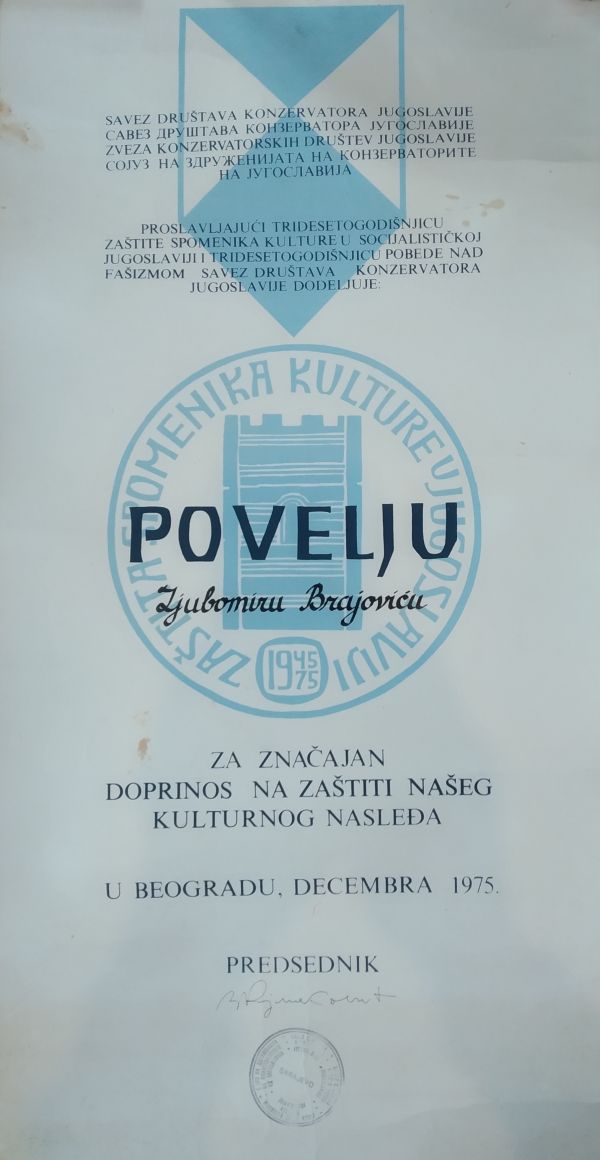 SAVEZ DRUŠTAVA KONZERVATORA JUGOSLAVIJE
САВЕЗ ДРУШТАВА КОНЗЕРВАТОРА ЈУГОСЛАВИЈЕ
ZVEZA KONZERVATORSKIH DRUŠTEV JUGOSLAVIJE
СОЈУЗ НА ЗДРУЖЕНИЈАТА НА КОНЗЕРВАТОРИТЕ
НА ЈУГОСЛАВИЈА
PROSLAVLJAJUĆI TRIDESETOGODIŠNJICU
ZAŠTITE SPOMENIKA KULTURE U SOCIJALISTIČKOJ
JUGOSLAVIJI I TRIDESETOGODIŠNJICU POBEDE NAD
FAŠIZMOM SAVEZ DRUŠTAVA KONZERVATORA
JUGOSLAVIJE DODELJUJE:
ZAŠTITA SPOMENIKA KULTURE U JUGOSLAVIJI
POVELJU
Ljubomiru Brajoviću
1945
75
ZA ZNAČAJAN
DOPRINOS NA ZAŠTITI NAŠEG
KULTURNOG NASLEĐA
U BEOGRADU, DECEMBRA 1975.
PREDSEDNIK
SARAJEVO